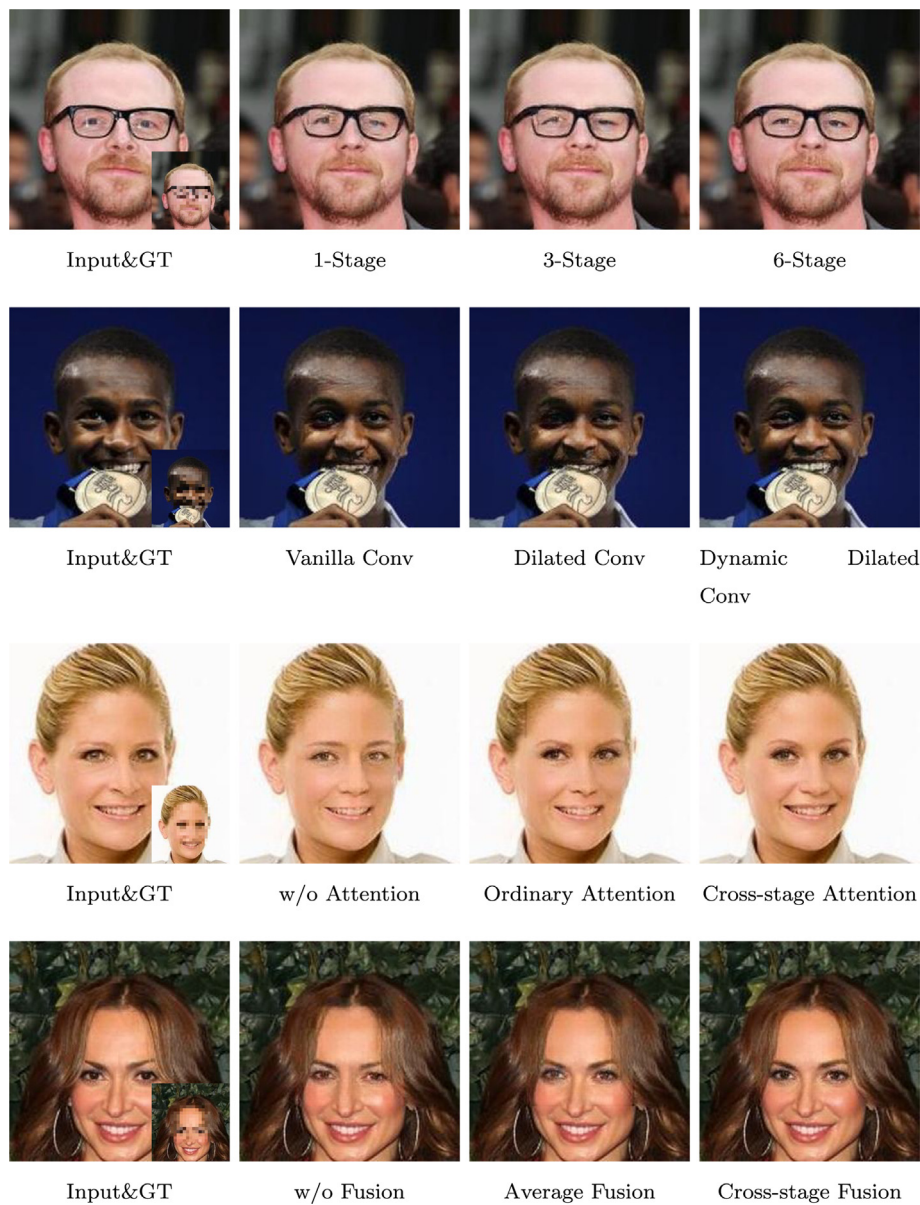 Input&GT 1-Stage 3-Stage 6-Stage
Input&GT Vanilla Conv Dilated Conv Dynamic Dilated
Conv
Input&GT w/o Attention Ordinary Attention Cross-stage Attention
Input&GT w/o Fusion Average Fusion Cross-stage Fusion